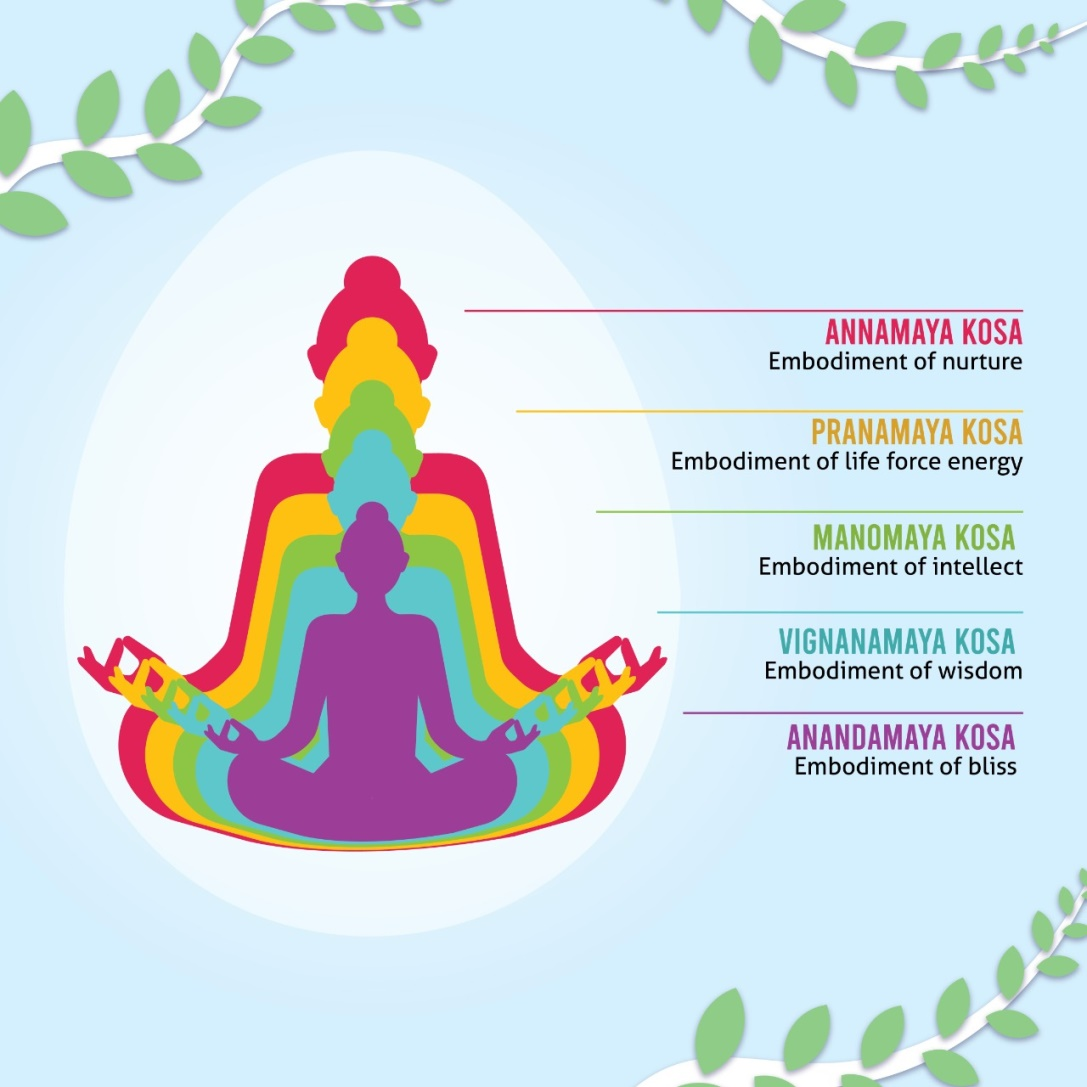 ANNAMAYA KOSA
Embodiment of nurture
PRANAMAYA KOSA
Embodiment of life force energy
MANOMAYA KOSA
Embodiment of intellect
VIGNANAMAYA KOSA
Embodiment of wisdom
ANANDAMAYA KOSA
Embodiment of bliss